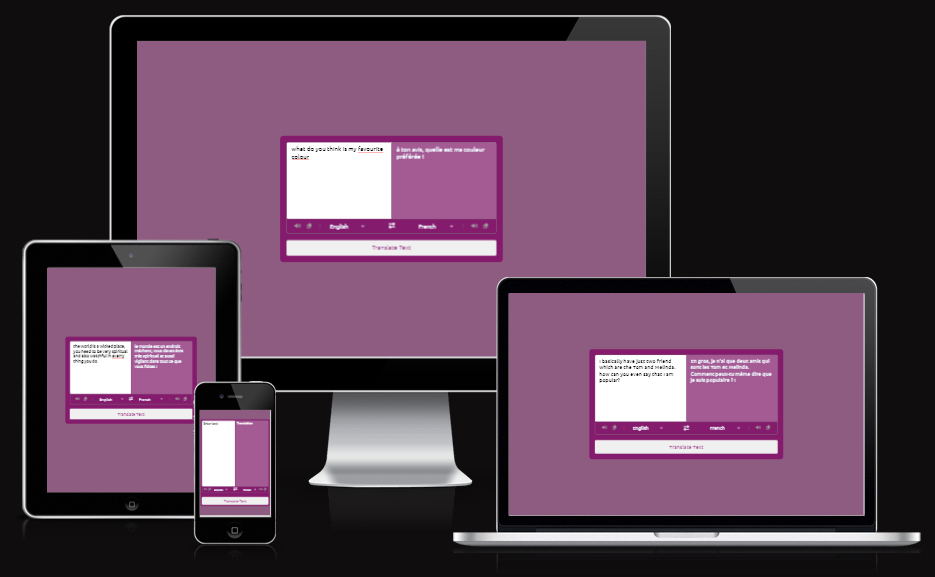 what do you think is my favourite
colour
à ton avis, quelle est ma couleur
préférée !
English
French
Translate Text
the world is a wicked place,
you need to be very spiritual
and also watchful in every
thing you do
le monde est un endroit
méchant, vous devez être
très spirituel et aussi
vigilant dans tout ce que
vous faites !
English
French
Translate Text
Enter text
Translation
Translate Text
I basically have just two friend
which are the Tom and Melinda.
How can you even say that I am
popular?
En gros, je n'ai que deux amis qui
sont les Tom et Melinda.
Comment peux-tu même dire que
je suis populaire ? !
English
French
Translate Text